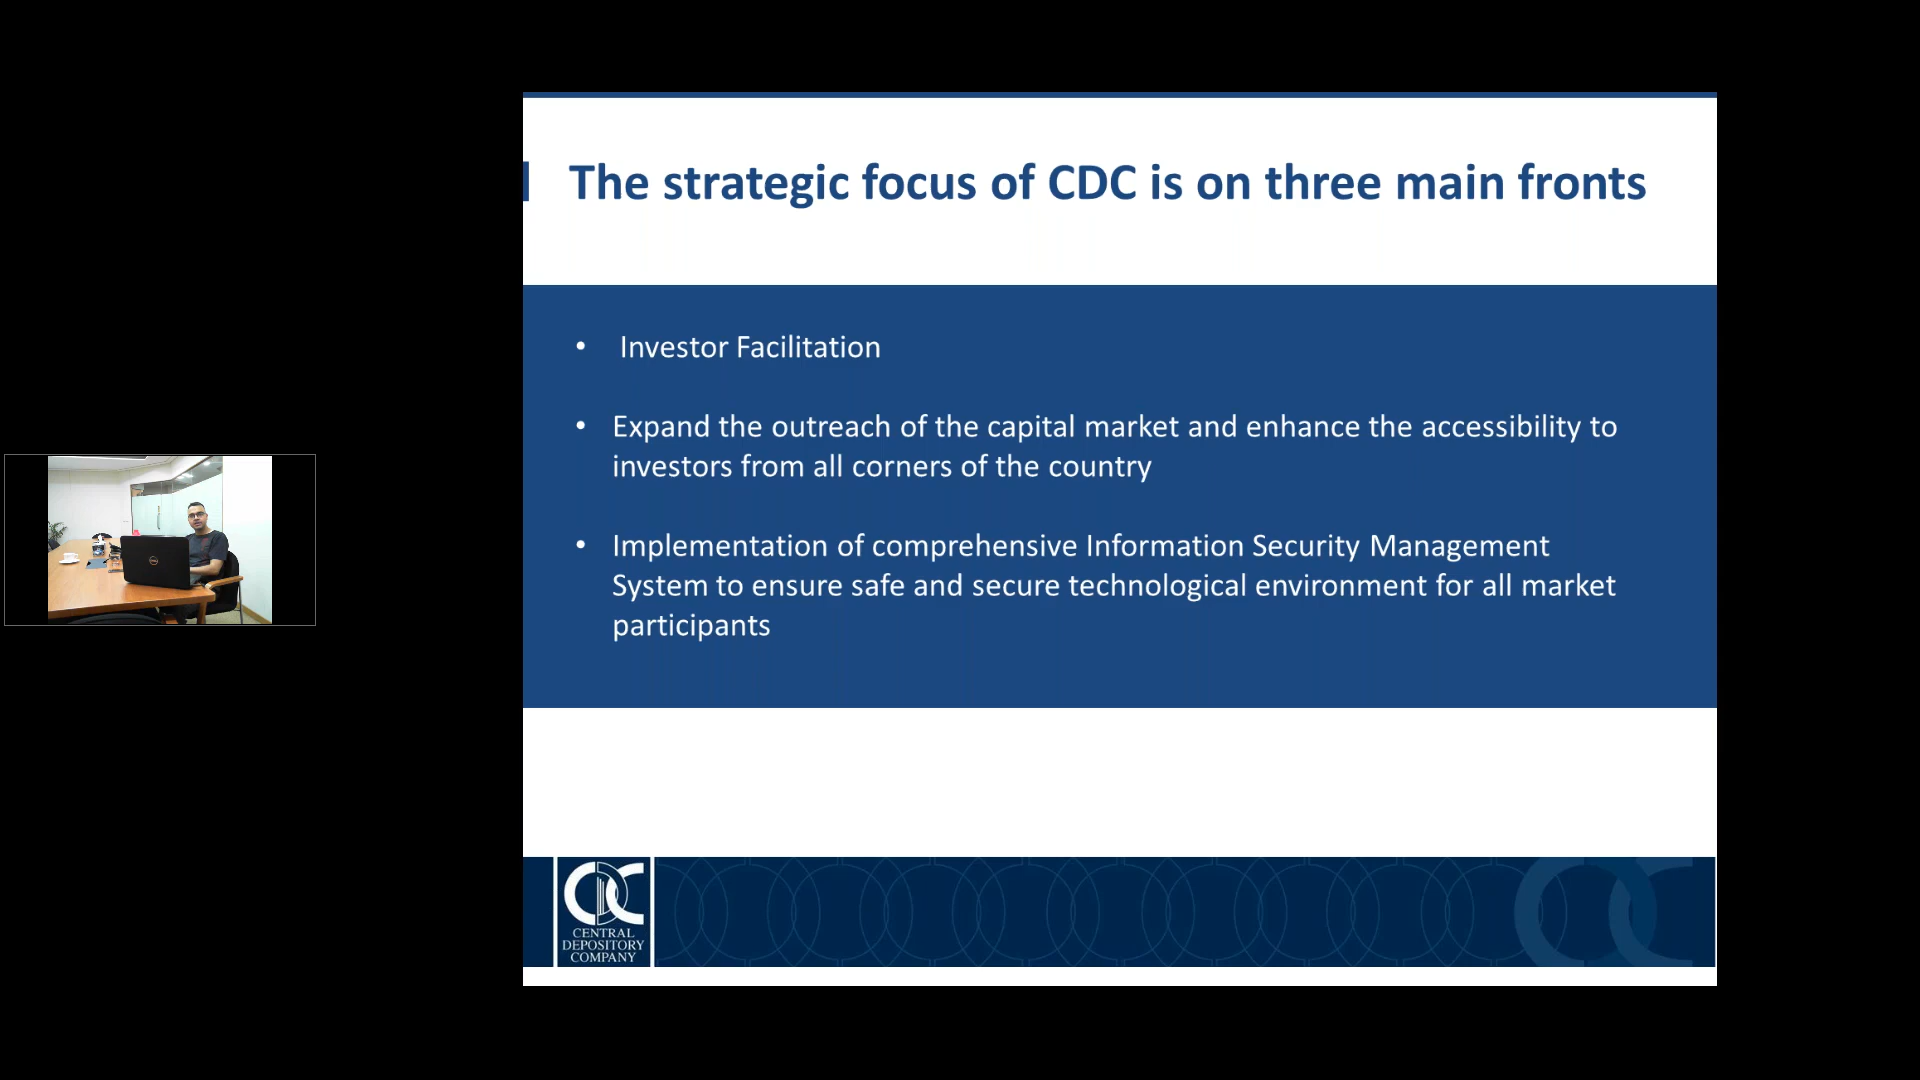 The strategic focus of CDC is on three main fronts
• Investor Facilitation
• Expand the outreach of the capital market and enhance the accessibility to
investors from all corners of the country
• Implementation of comprehensive Information Security Management
System to ensure safe and secure technological environment for all market
participants
CENTRAL
DEPOSITORY
COMPANY